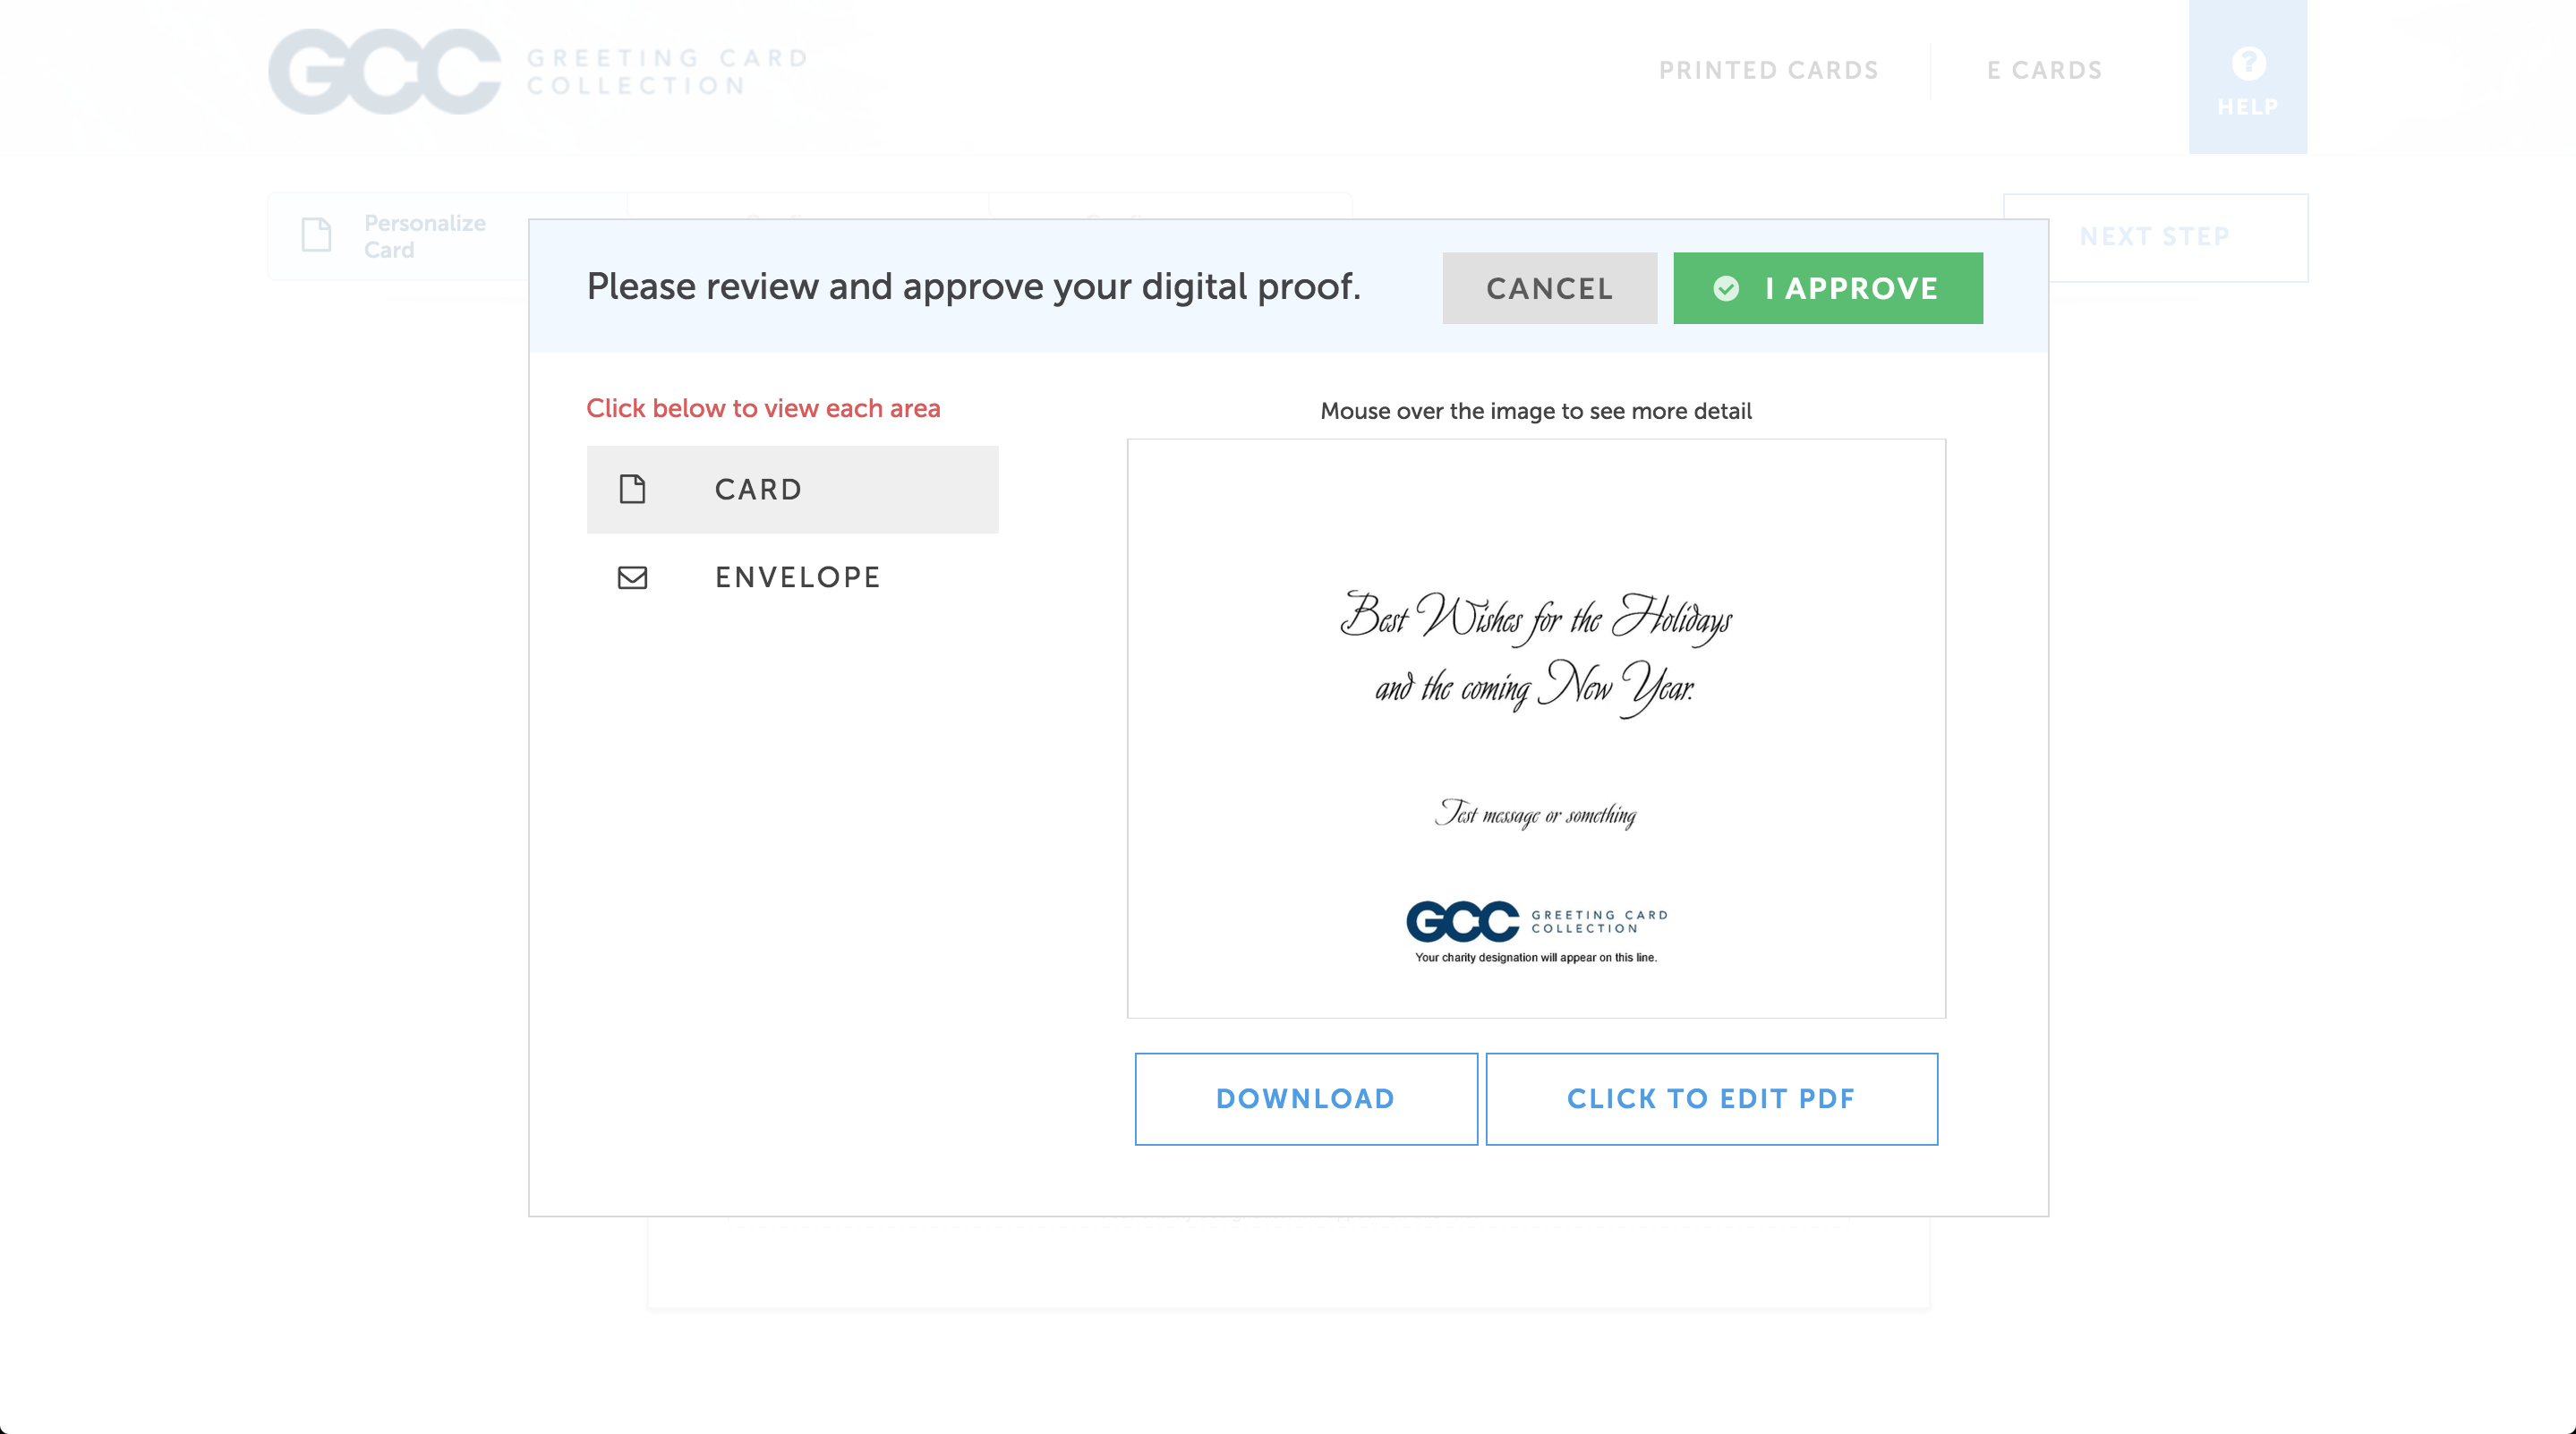 GCC GREETING CARD
COLLECTION
PRINTED CARDS
E CARDS
?
HELP
Personalize
Card
NEXT STEP
Please review and approve your digital proof.
CANCEL
I APPROVE
Click below to view each area
CARD
ENVELOPE
Mouse over the image to see more detail
Best Wishes for the Holidays
and the coming New Year.
Test message or something
GCC GREETING CARD
COLLECTION
Your charity designation will appear on this line.
DOWNLOAD
CLICK TO EDIT PDF